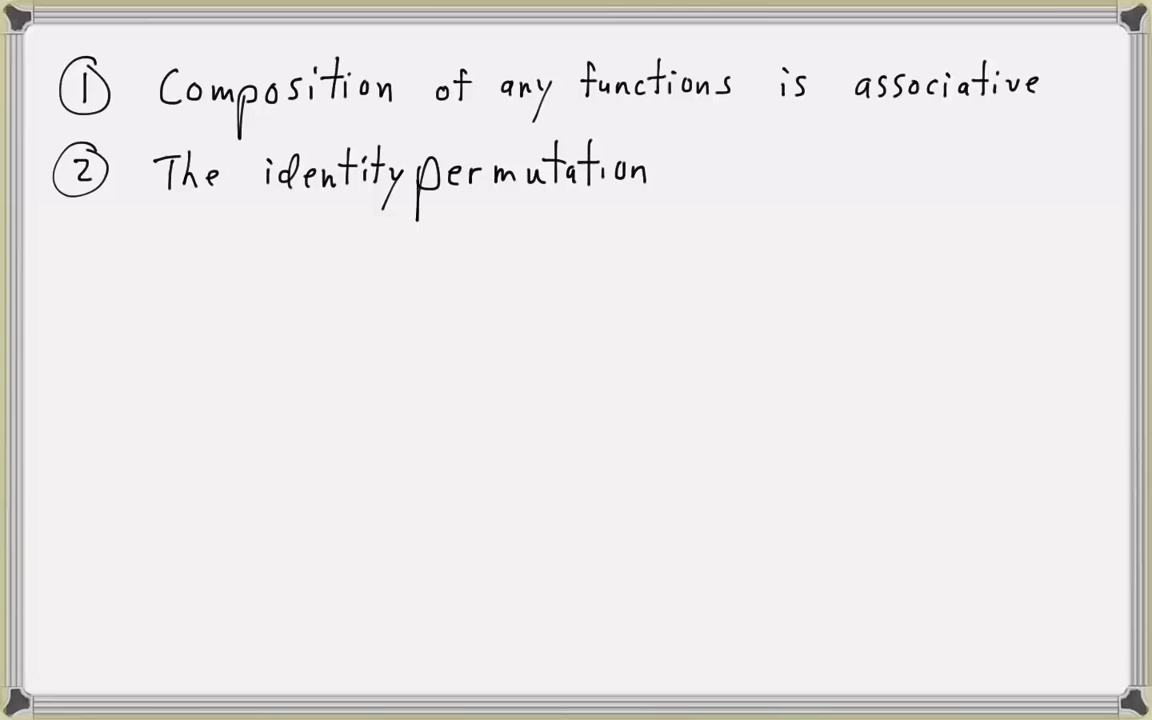 ① Composition of any functions is associative
② The identity permutation